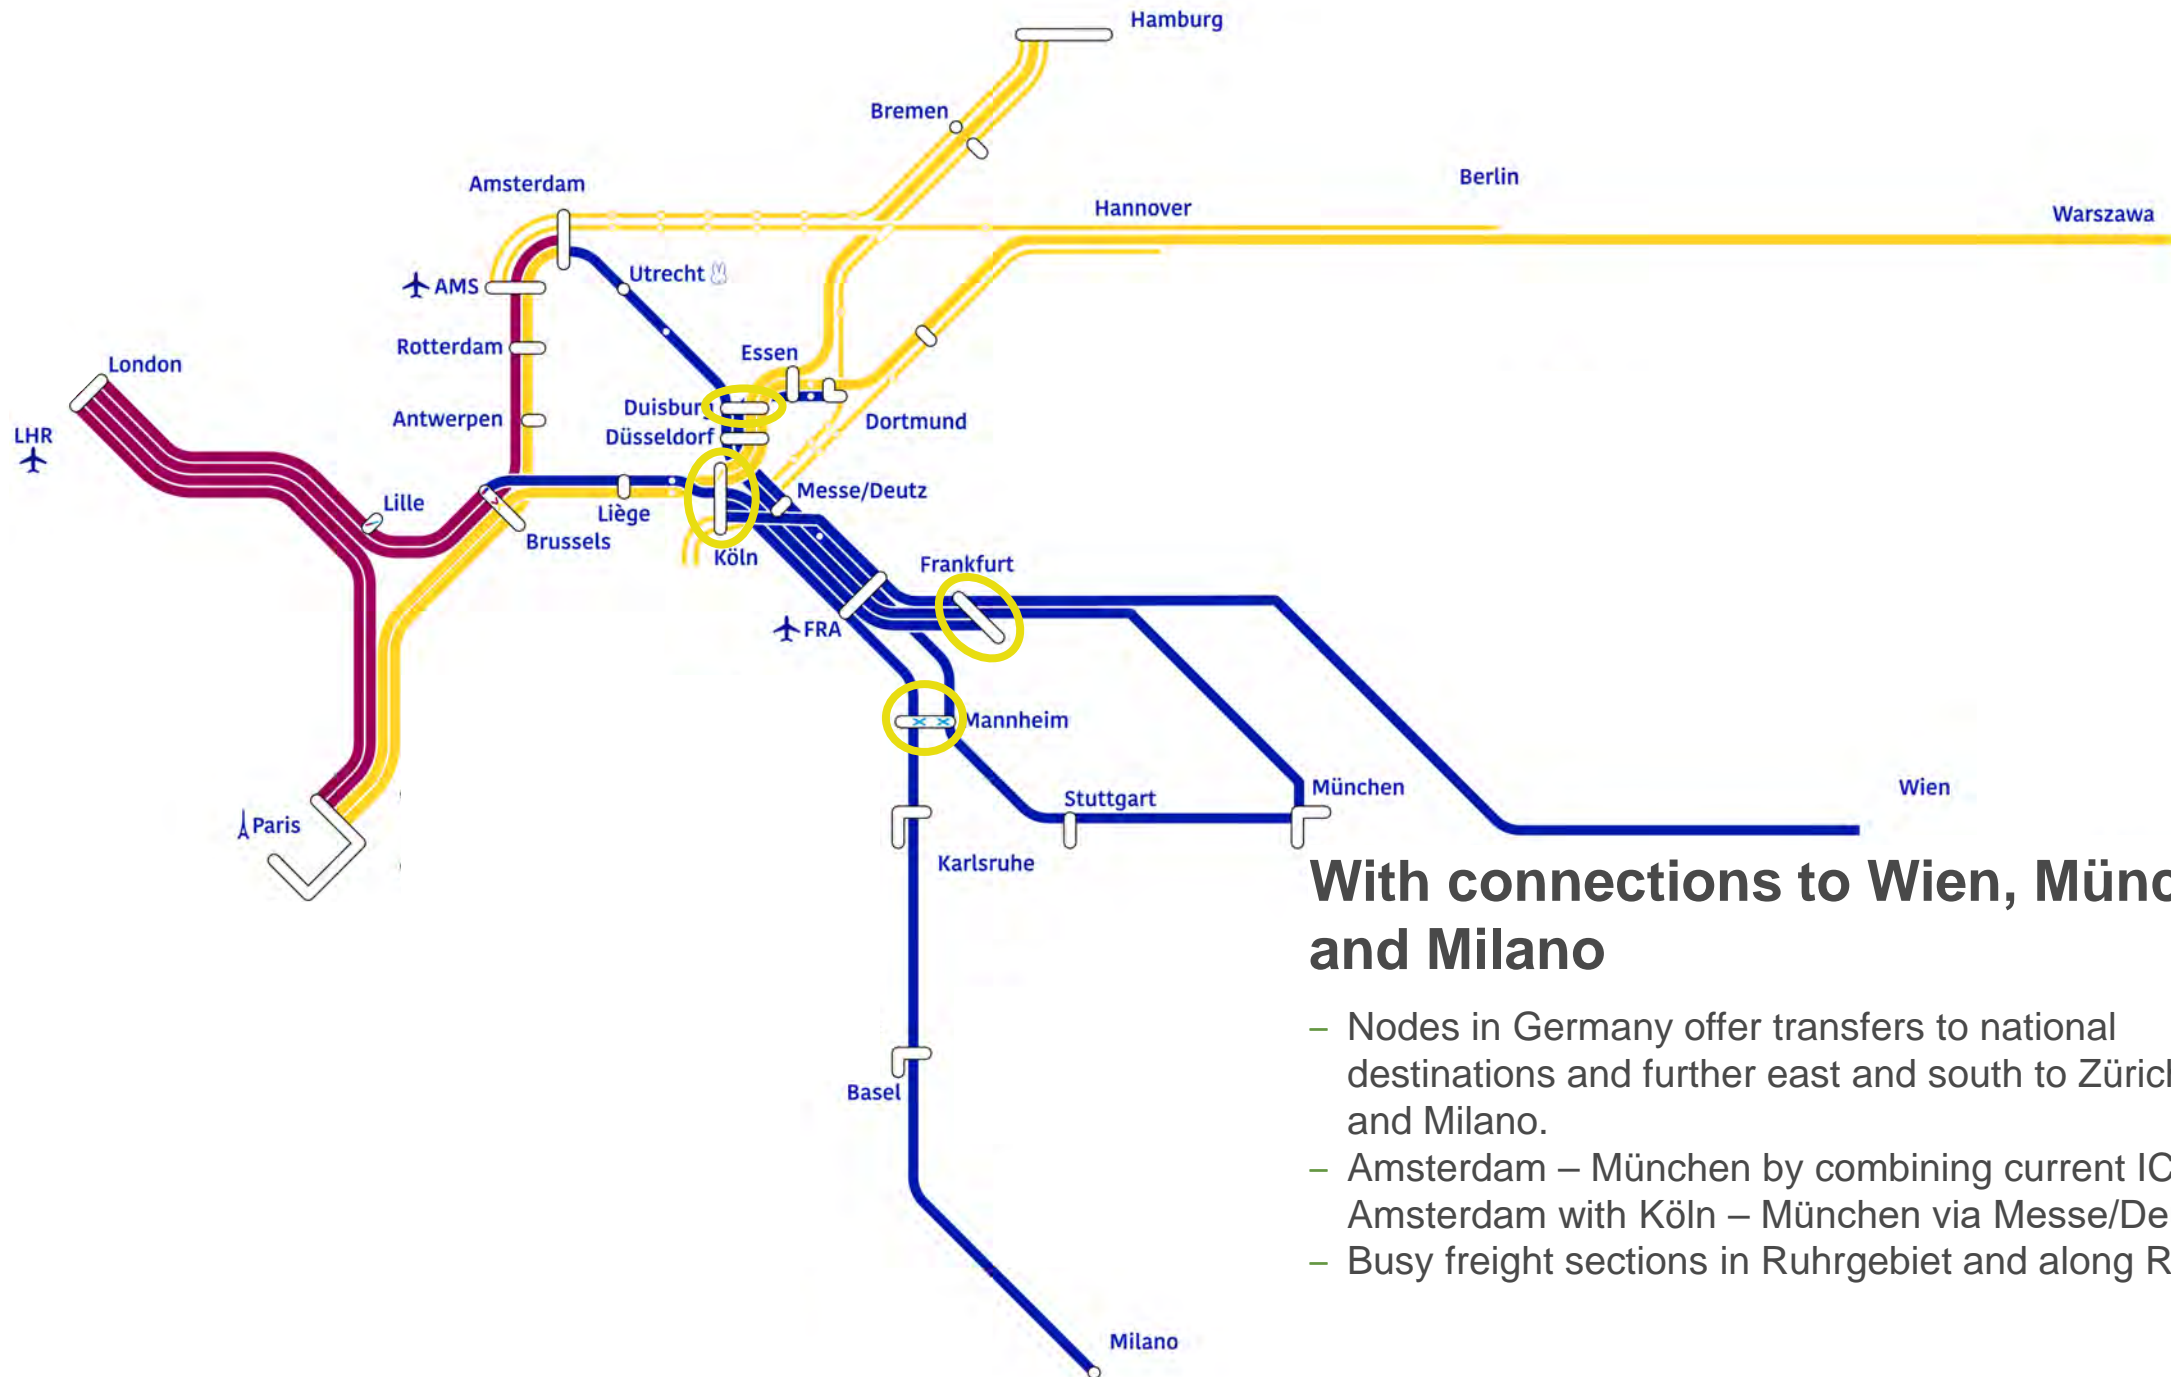 Hamburg
Bremen
Berlin
Amsterdam
Hannover
Warszawa
Utrecht
AMS
Rotterdam
Essen
London
Duisburg
Antwerpen
Dortmund
LHR
Düsseldorf
Messe/Deutz
Lille
Liège
Brussels
Köln
Frankfurt
FRA
Mannheim
München
Wien
Stuttgart
Paris
Karlsruhe
Basel
Milano
With connections to Wien, Münc
and Milano
– Nodes in Germany offer transfers to national
destinations and further east and south to Züric
and Milano.
– Amsterdam – München by combining current IC
Amsterdam with Köln – München via Messe/De
– Busy freight sections in Ruhrgebiet and along R